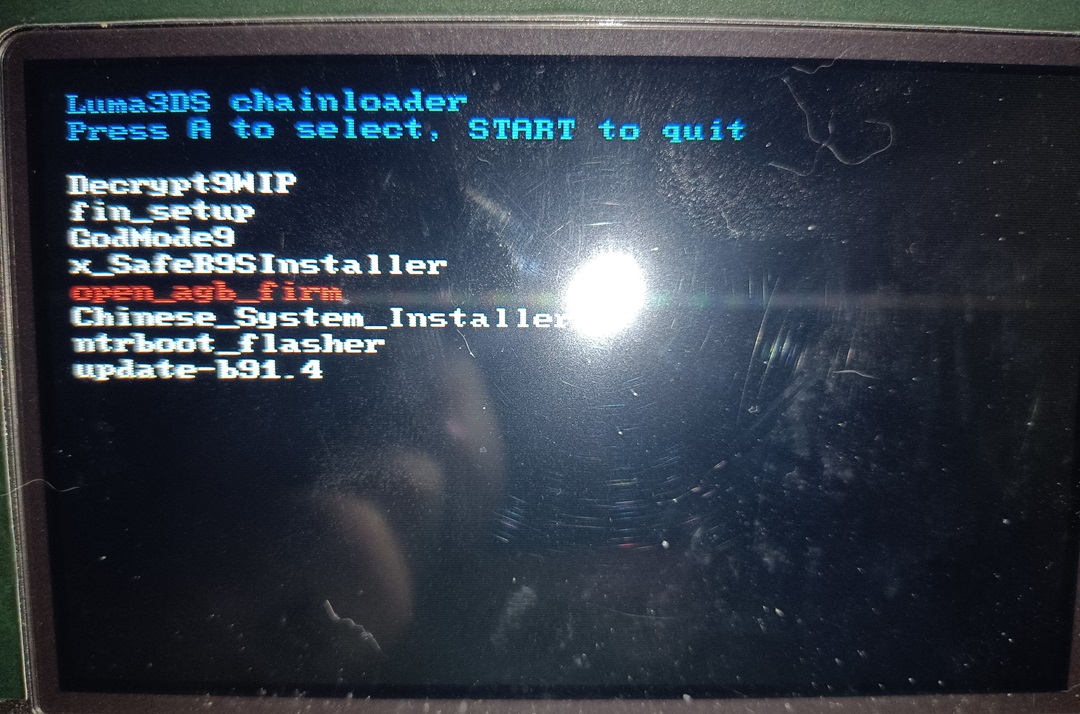 Luma3DS chainloader
Press A to select, START to quit
Decrypt9WIP
fin_setup
GodMode9
x_SafeB9SInstaller
open_agb_firm
Chinese_System_Installer
ntrboot_flasher
update-b91.4